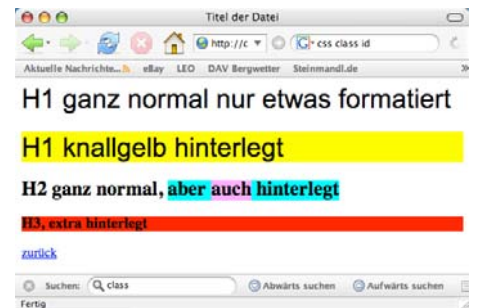 Titel der Datei
http://c css class id
Aktuelle Nachrichte... eBay LEO DAV Bergwetter Steinmandl.de
H1 ganz normal nur etwas formatiert
H1 knallgelb hinterlegt
H2 ganz normal, aber auch hinterlegt
H3, extra hinterlegt
zurück
Suchen: class Abwärts suchen Aufwärts suchen
Fertig